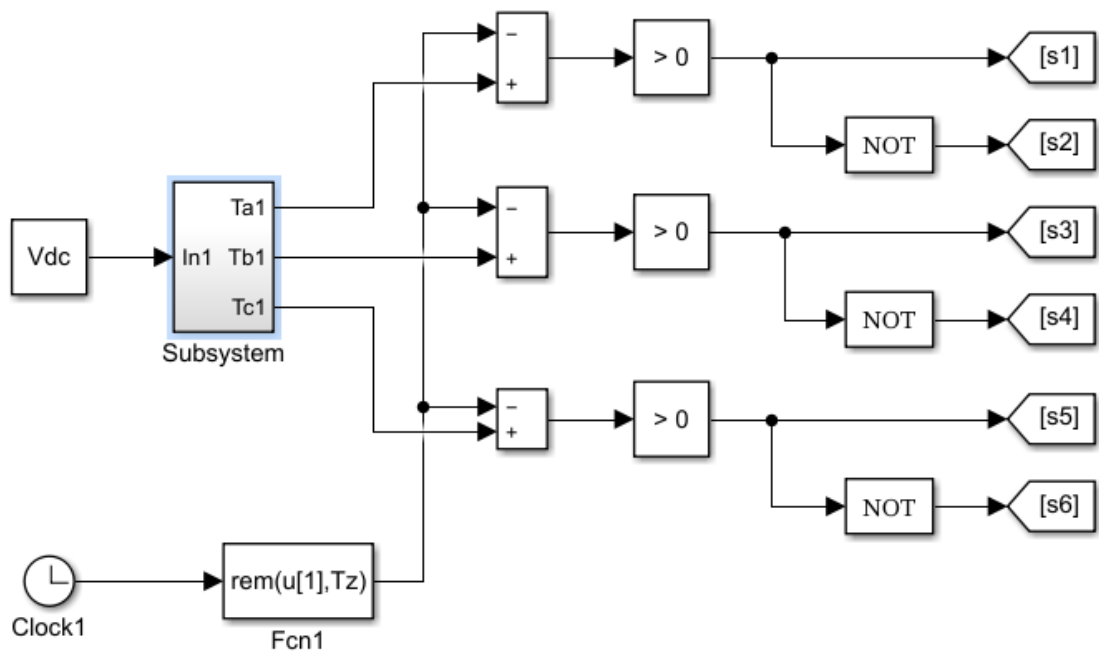 −
+
> 0
[s1]
NOT
[s2]
Vdc
In1
Ta1
Tb1
Tc1
Subsystem
−
+
> 0
[s3]
NOT
[s4]
−
+
> 0
[s5]
NOT
[s6]
Clock1
rem(u[1],Tz)
Fcn1